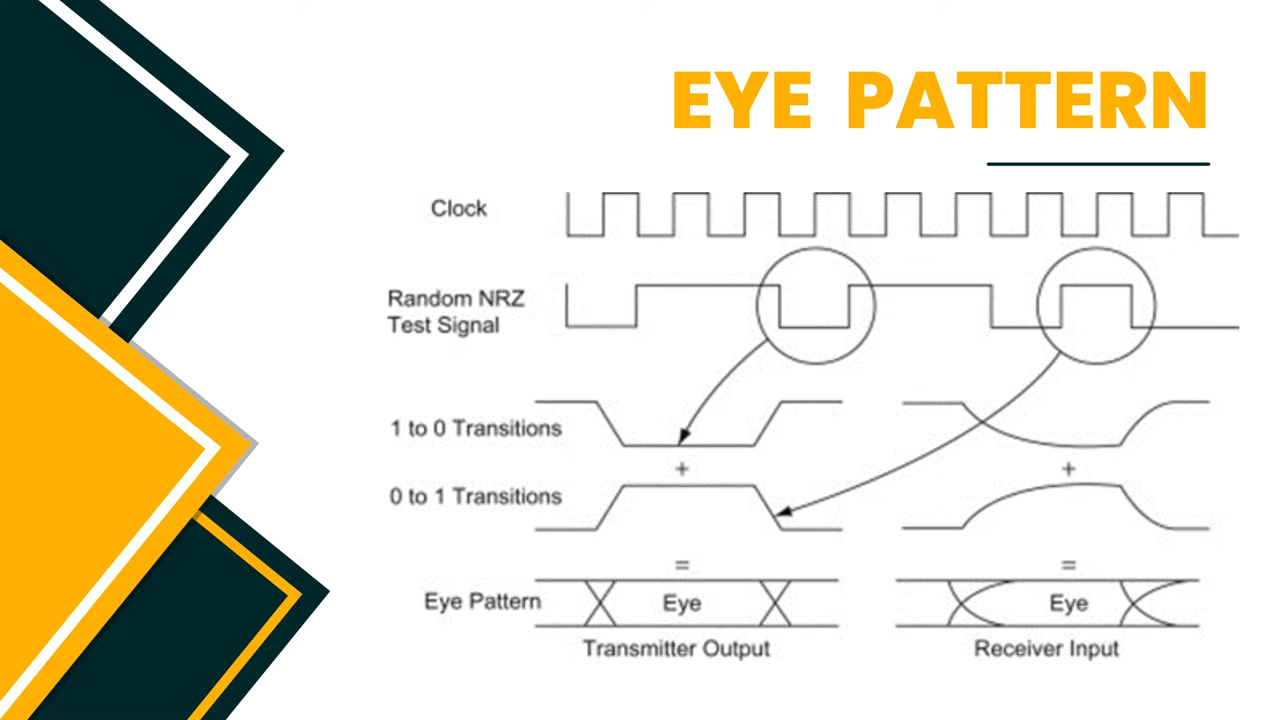 EYE PATTERN
Clock
Random NRZ
Test Signal
1 to 0 Transitions
+
+
0 to 1 Transitions
=
=
Eye Pattern
Eye
Eye
Transmitter Output
Receiver Input